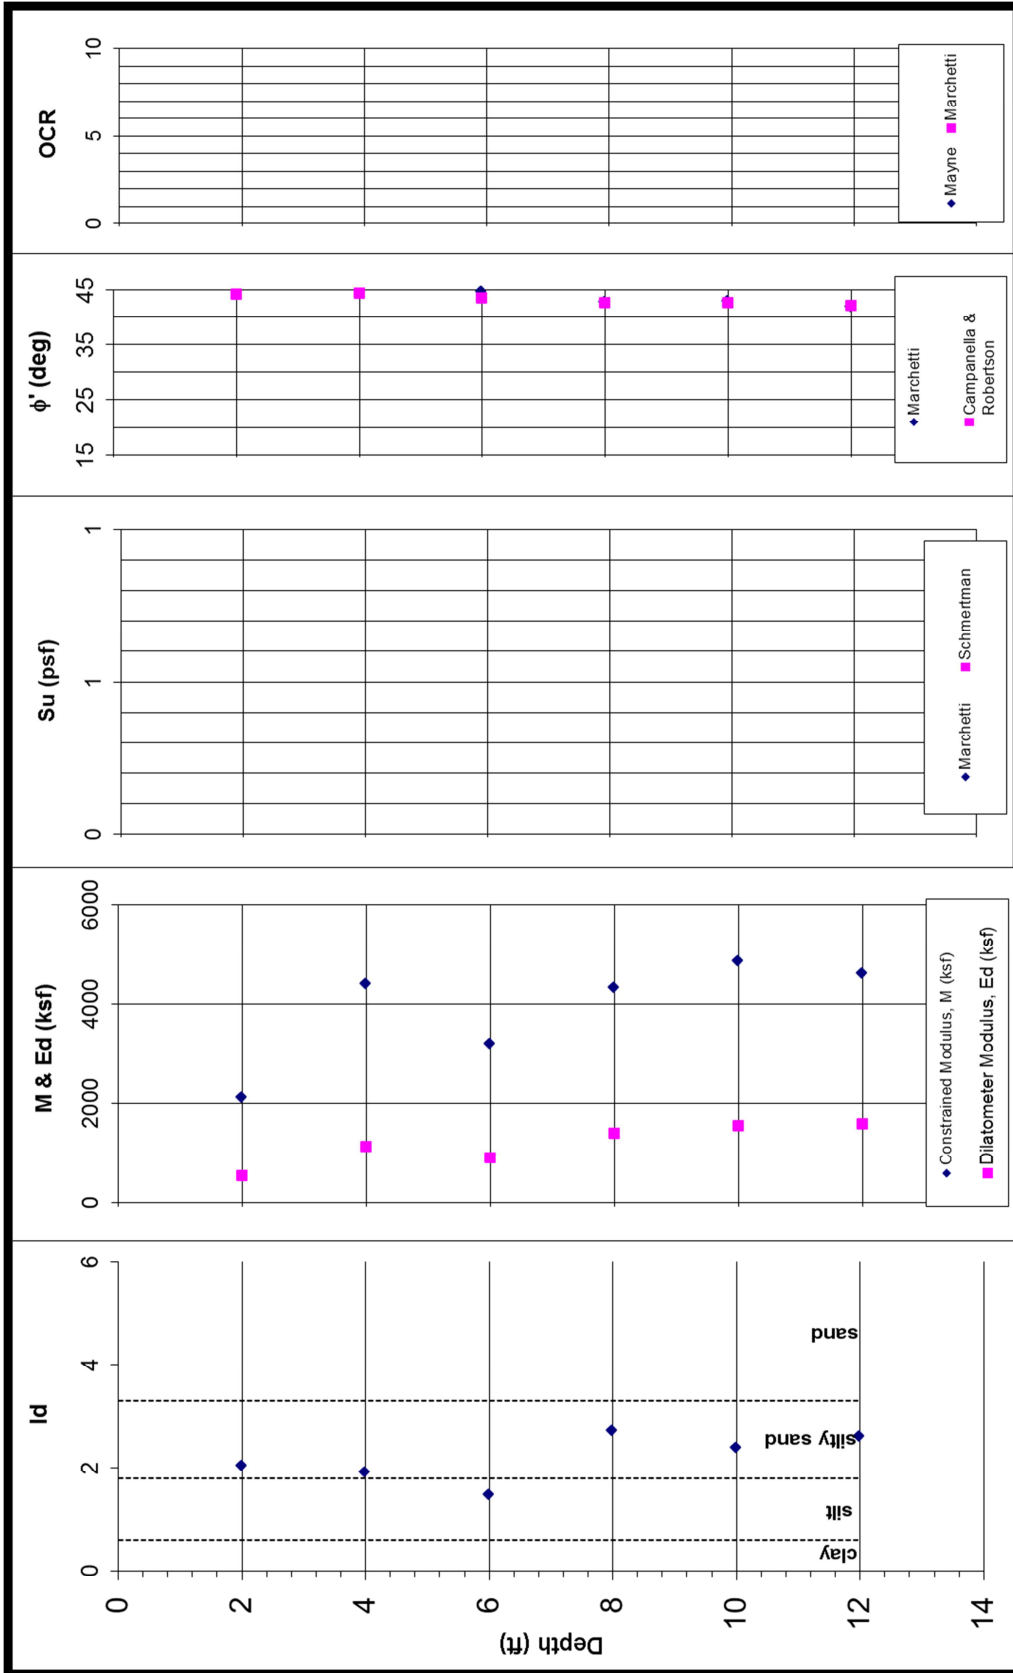 Id
0
2
4
6
0
2
4
6
8
10
12
14
Depth (ft)
clay
silt
silty sand
sand
M & Ed (ksf)
0
2000
4000
6000
Constrained Modulus, M (ksf)
Dilatometer Modulus, Ed (ksf)
Su (psf)
0
1
1
Marchetti
Schmertman
ϕ' (deg)
15
25
35
45
Marchetti
Campanella &
Robertson
OCR
0
5
10
Mayne
Marchetti